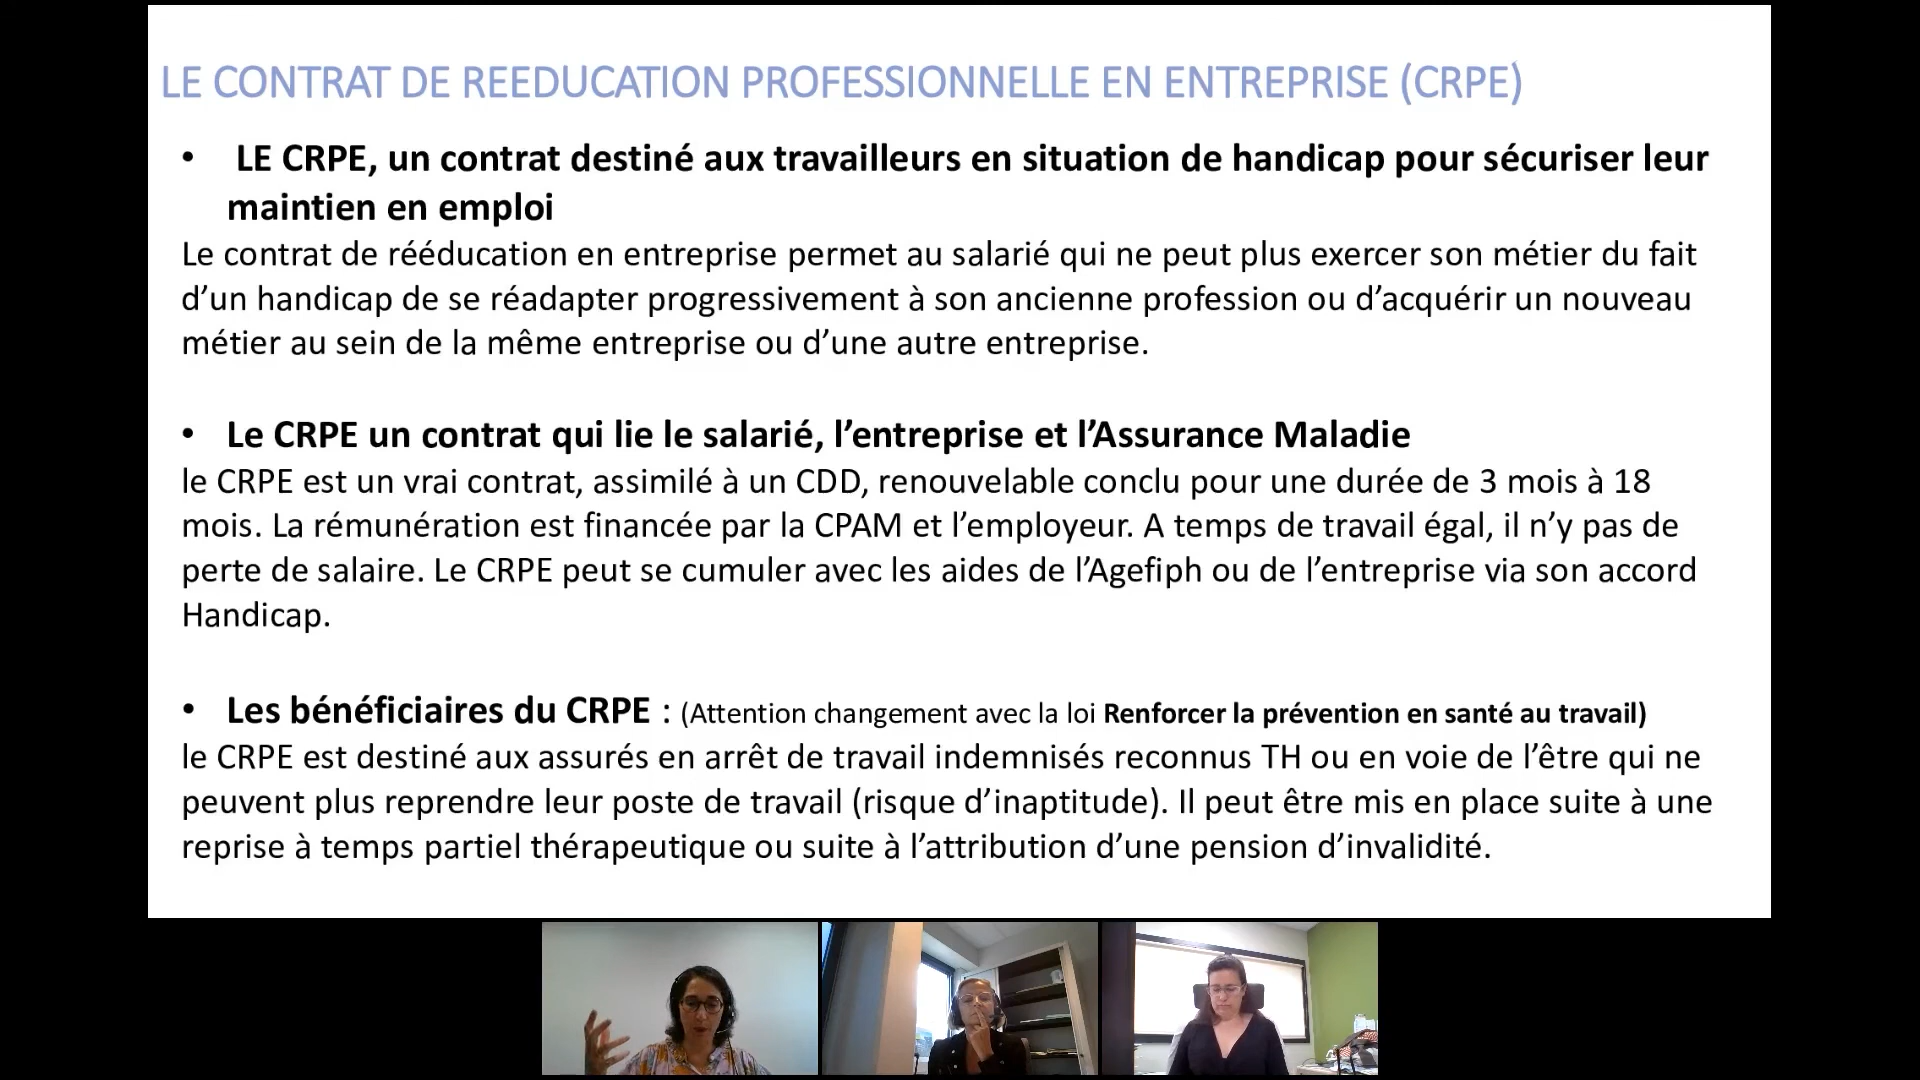 LE CONTRAT DE REEDUCATION PROFESSIONNELLE EN ENTREPRISE (CRPE)
• LE CRPE, un contrat destiné aux travailleurs en situation de handicap pour sécuriser leur
maintien en emploi
Le contrat de rééducation en entreprise permet au salarié qui ne peut plus exercer son métier du fait
d’un handicap de se réadapter progressivement à son ancienne profession ou d’acquérir un nouveau
métier au sein de la même entreprise ou d’une autre entreprise.
• Le CRPE un contrat qui lie le salarié, l’entreprise et l’Assurance Maladie
le CRPE est un vrai contrat, assimilé à un CDD, renouvelable conclu pour une durée de 3 mois à 18
mois. La rémunération est financée par la CPAM et l’employeur. A temps de travail égal, il n’y pas de
perte de salaire. Le CRPE peut se cumuler avec les aides de l’Agefiph ou de l’entreprise via son accord
Handicap.
• Les bénéficiaires du CRPE : (Attention changement avec la loi Renforcer la prévention en santé au travail)
le CRPE est destiné aux assurés en arrêt de travail indemnisés reconnus TH ou en voie de l’être qui ne
peuvent plus reprendre leur poste de travail (risque d’inaptitude). Il peut être mis en place suite à une
reprise à temps partiel thérapeutique ou suite à l’attribution d’une pension d’invalidité.